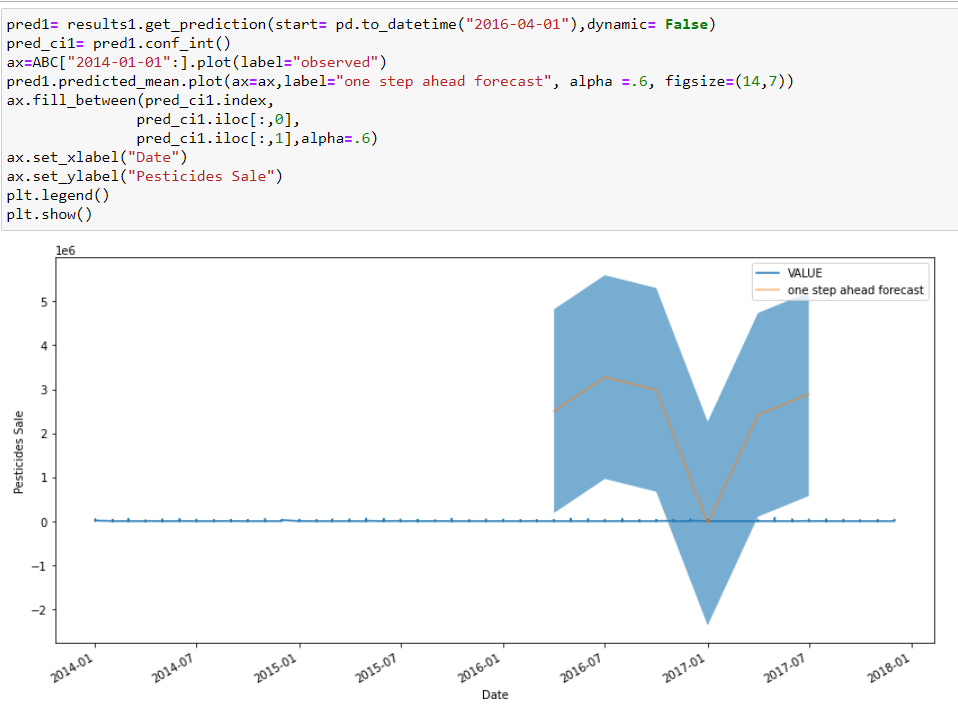 pred1= results1.get_prediction(start= pd.to_datetime("2016-04-01"),dynamic= False)
pred_ci1= pred1.conf_int()
ax=ABC["2014-01-01":].plot(label="observed")
pred1.predicted_mean.plot(ax=ax,label="one step ahead forecast", alpha =.6, figsize=(14,7))
ax.fill_between(pred_ci1.index,
pred_ci1.iloc[:,0],
pred_ci1.iloc[:,1],alpha=.6)
ax.set_xlabel("Date")
ax.set_ylabel("Pesticides Sale")
plt.legend()
plt.show()
1e6
VALUE
one step ahead forecast
5
4
3
2
1
0
−1
−2
Pesticides Sale
2014-01
2014-07
2015-01
2015-07
2016-01
2016-07
2017-01
2017-07
2018-01
Date